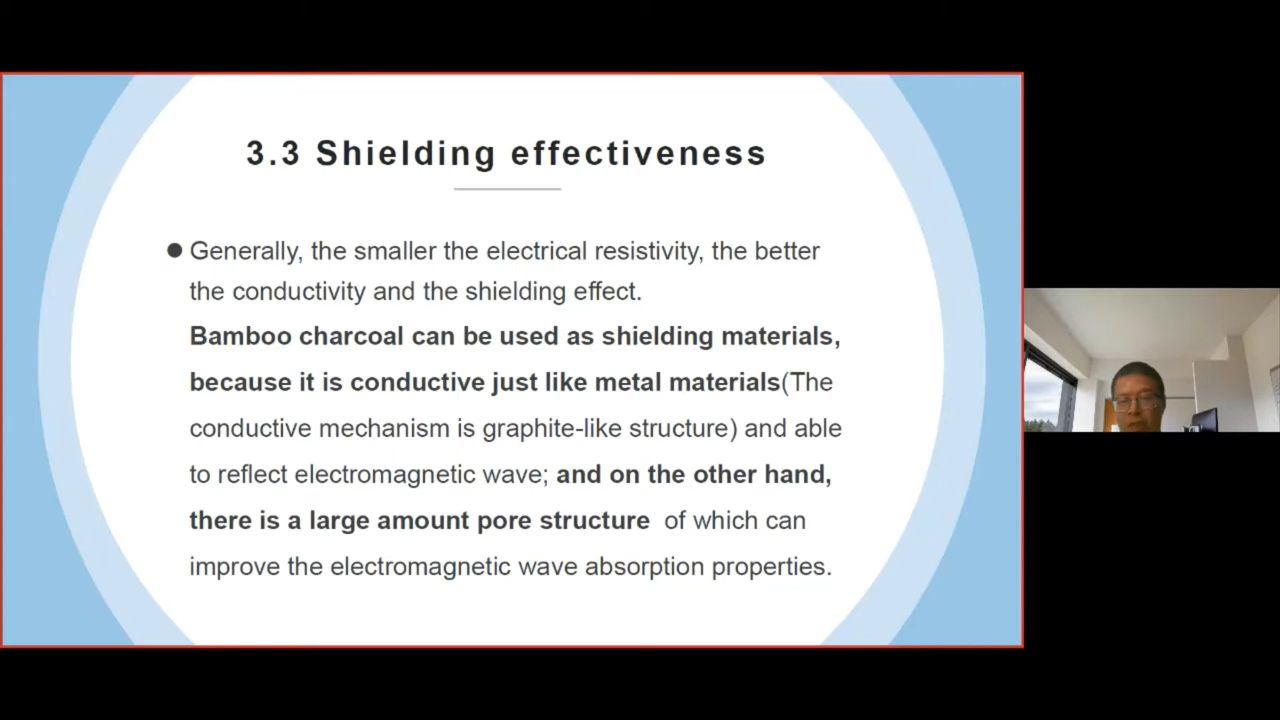 3.3 Shielding effectiveness
● Generally, the smaller the electrical resistivity, the better
the conductivity and the shielding effect.
Bamboo charcoal can be used as shielding materials,
because it is conductive just like metal materials(The
conductive mechanism is graphite-like structure) and able
to reflect electromagnetic wave; and on the other hand,
there is a large amount pore structure of which can
improve the electromagnetic wave absorption properties.